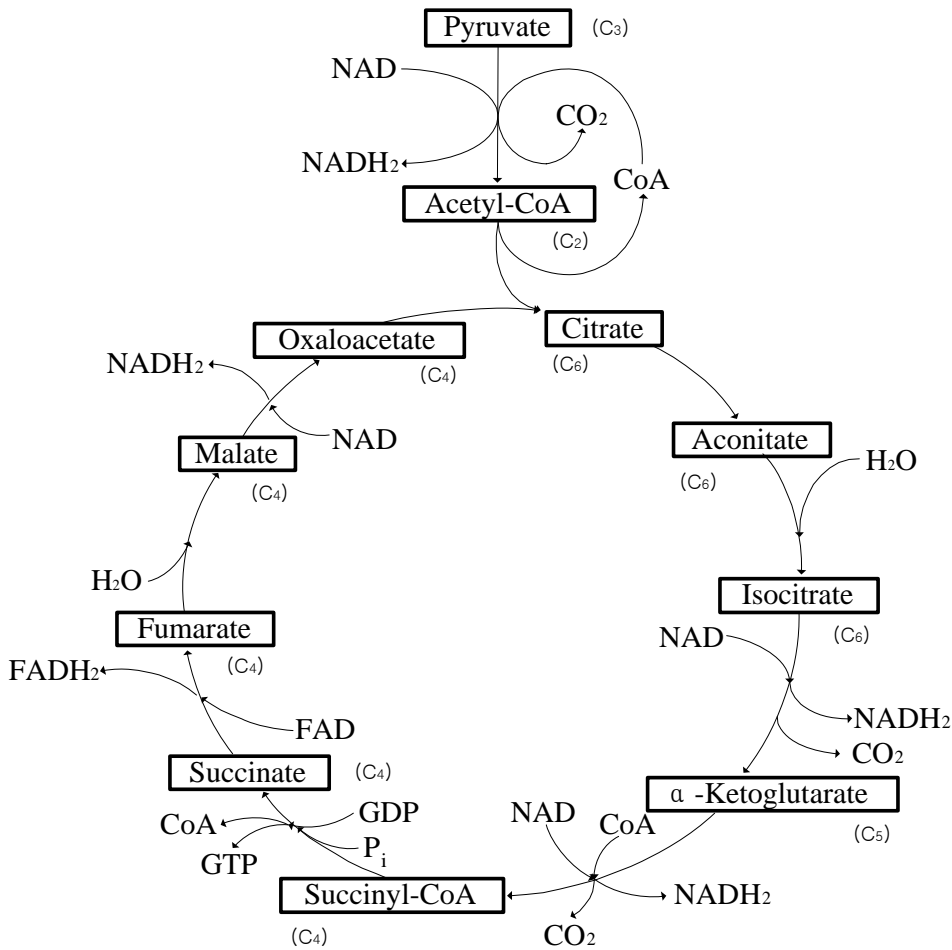 Pyruvate (C3)
NAD
CO2
NADH2
CoA
Acetyl-CoA
(C2)
Oxaloacetate
Citrate
NADH2
(C4)
(C6)
NAD
Aconitate
Malate
H2O
(C6)
(C4)
H2O
Isocitrate
Fumarate
NAD
(C6)
(C4)
FADH2
FAD
NADH2
CO2
Succinate (C4)
α-Ketoglutarate
GDP
NAD
CoA
CoA
(C5)
GTP
Pi
Succinyl-CoA
NADH2
(C4)
CO2